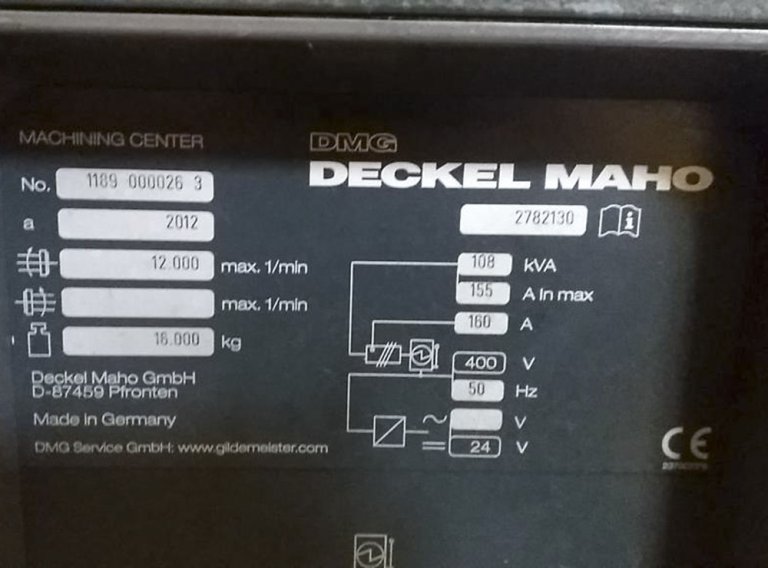 MACHINING CENTER
DMG
DECKEL MAHO
No. 1189 000026 3
2782130
a 2012
12.000 max. 1/min
max. 1/min
16.000 kg
108 kVA
155 A In max
160 A
400 V
50 Hz
V
24 V
Deckel Maho GmbH
D-87459 Pfronten
Made in Germany
DMG Service GmbH: www.gildemeister.com
CE